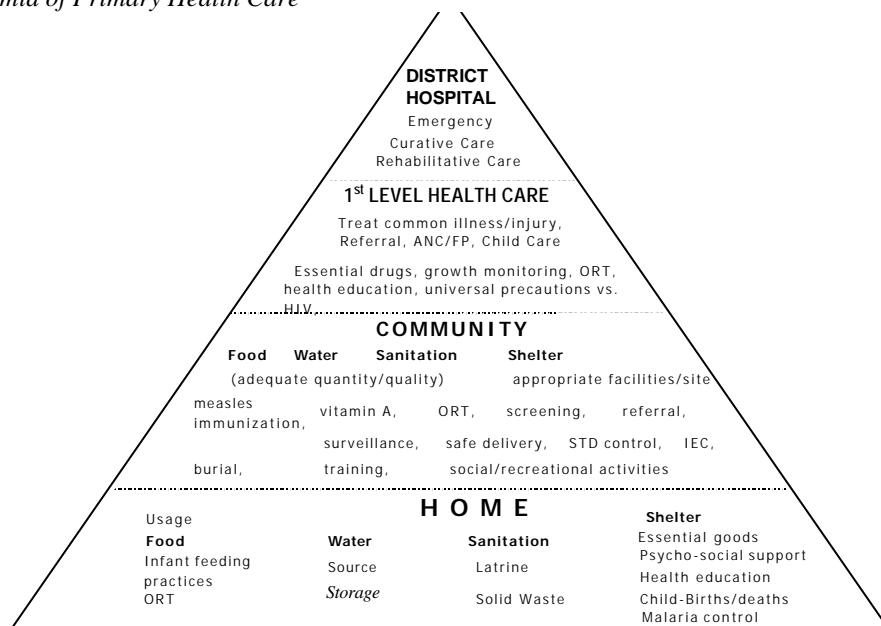 of Primary Health Care
DISTRICT
HOSPITAL
Emergency
Curative Care
Rehabilitative Care
1st LEVEL HEALTH CARE
Treat common illness/injury,
Referral, ANC/FP, Child Care
Essential drugs, growth monitoring, ORT,
health education, universal precautions vs.
HIV,
COMMUNITY
Food Water Sanitation Shelter
(adequate quantity/quality) appropriate facilities/site
measles
immunization, vitamin A, ORT, screening, referral,
surveillance, safe delivery, STD control, IEC,
burial, training, social/recreational activities
HOME
Usage
Food
Infant feeding
practices
ORT
Water
Source
Storage
Sanitation
Latrine
Solid Waste
Shelter
Essential goods
Psycho-social support
Health education
Child-Births/deaths
Malaria control